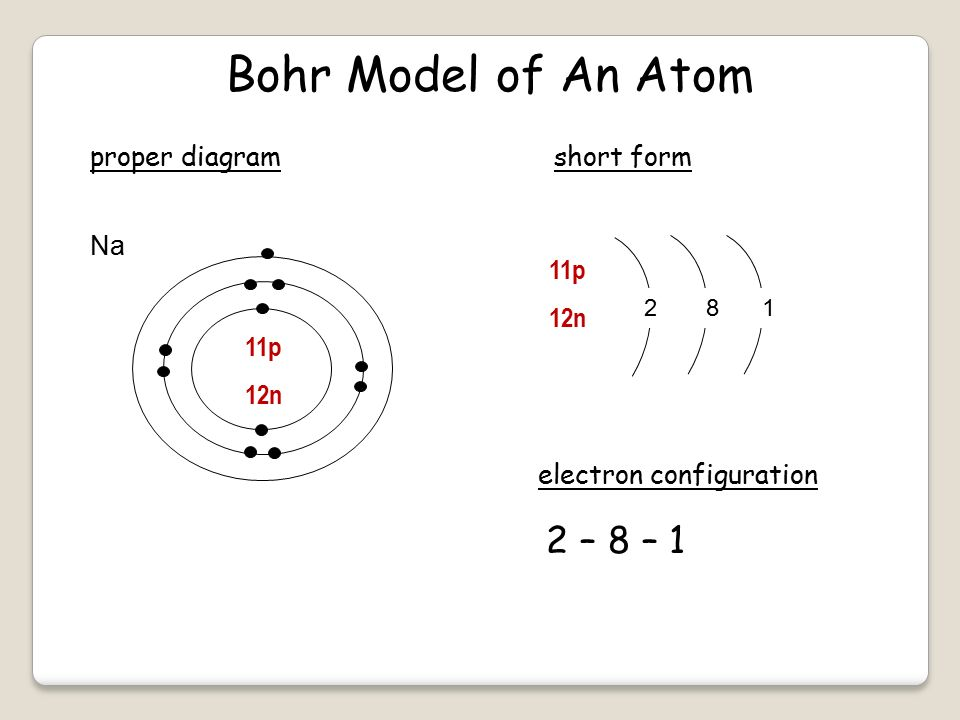 Bohr Model of An Atom
proper diagram
Na
11p
12n
short form
11p
12n
2 8 1
electron configuration
2 – 8 – 1